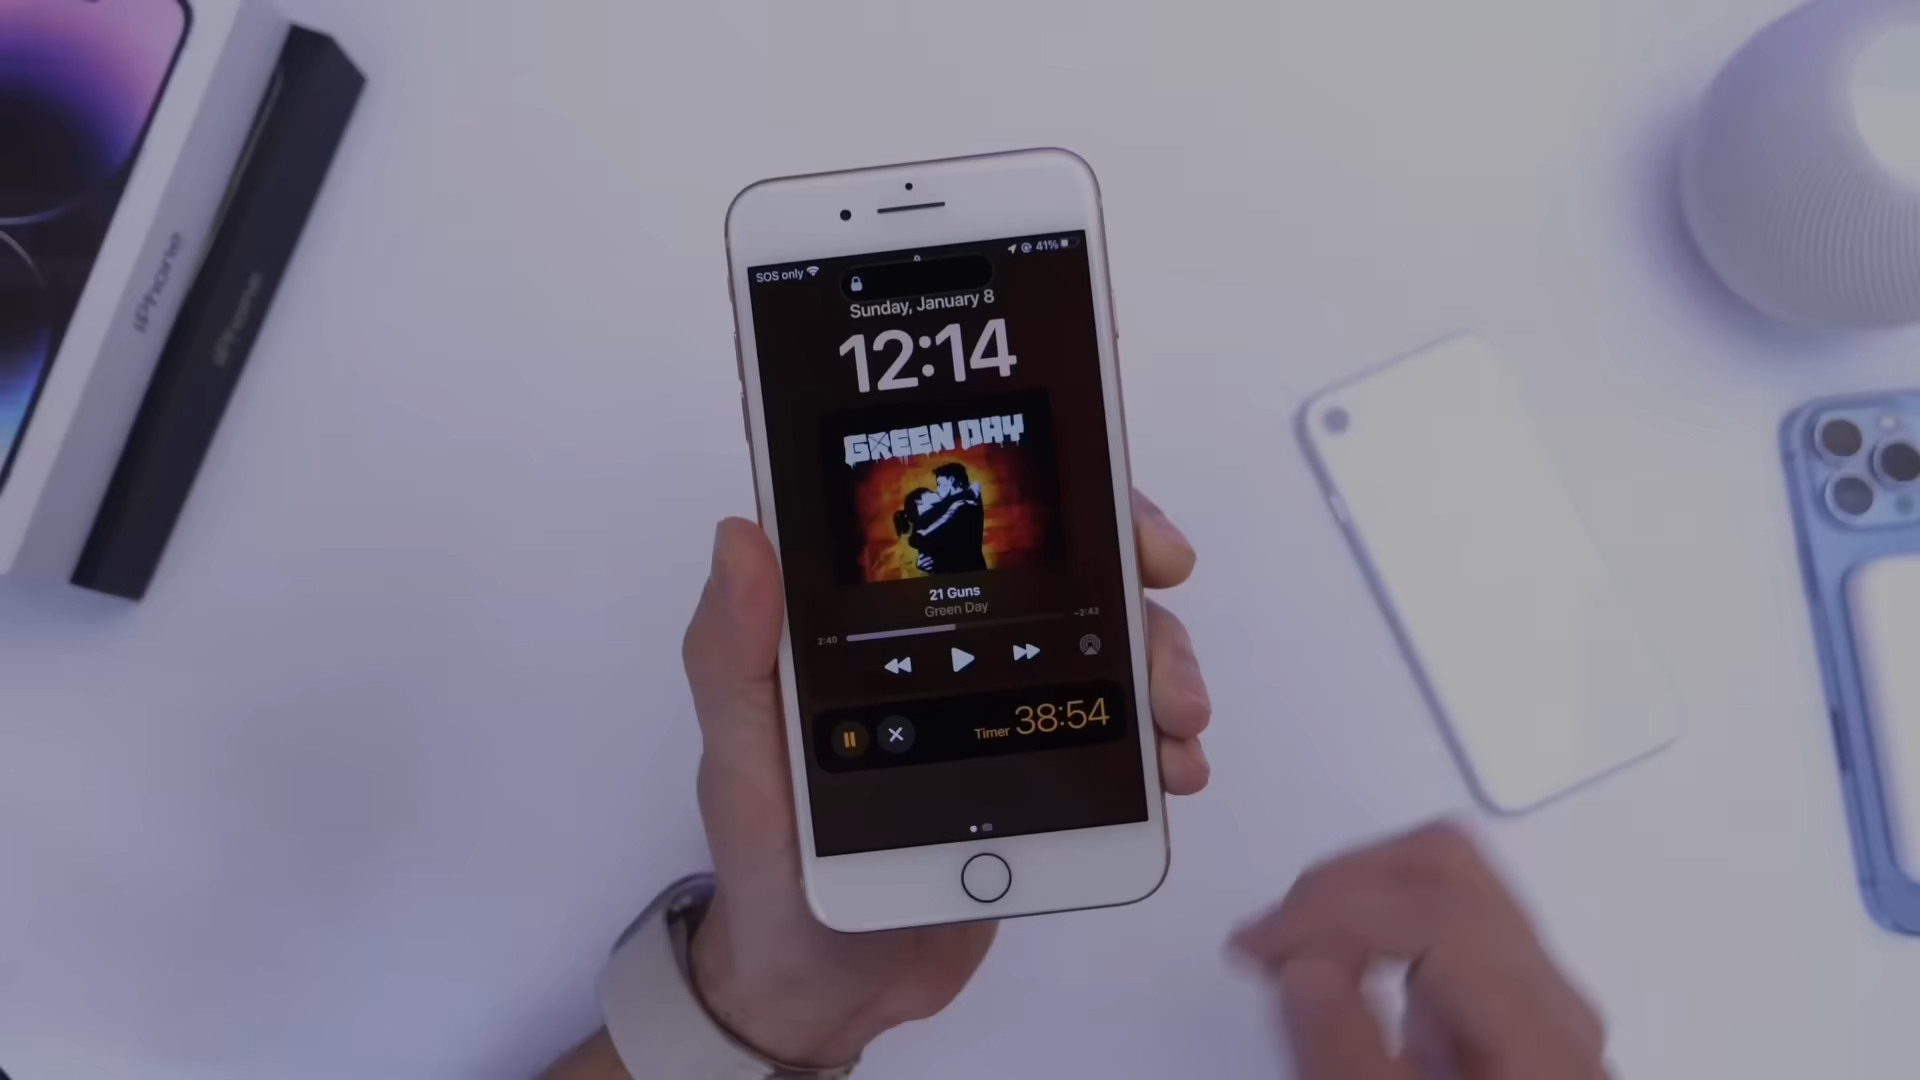 iPhone
iPhone
SOS only
41%
Sunday, January 8
12:14
GREEN DAY
21 Guns
Green Day
2:40
-2:42
Timer 38:54